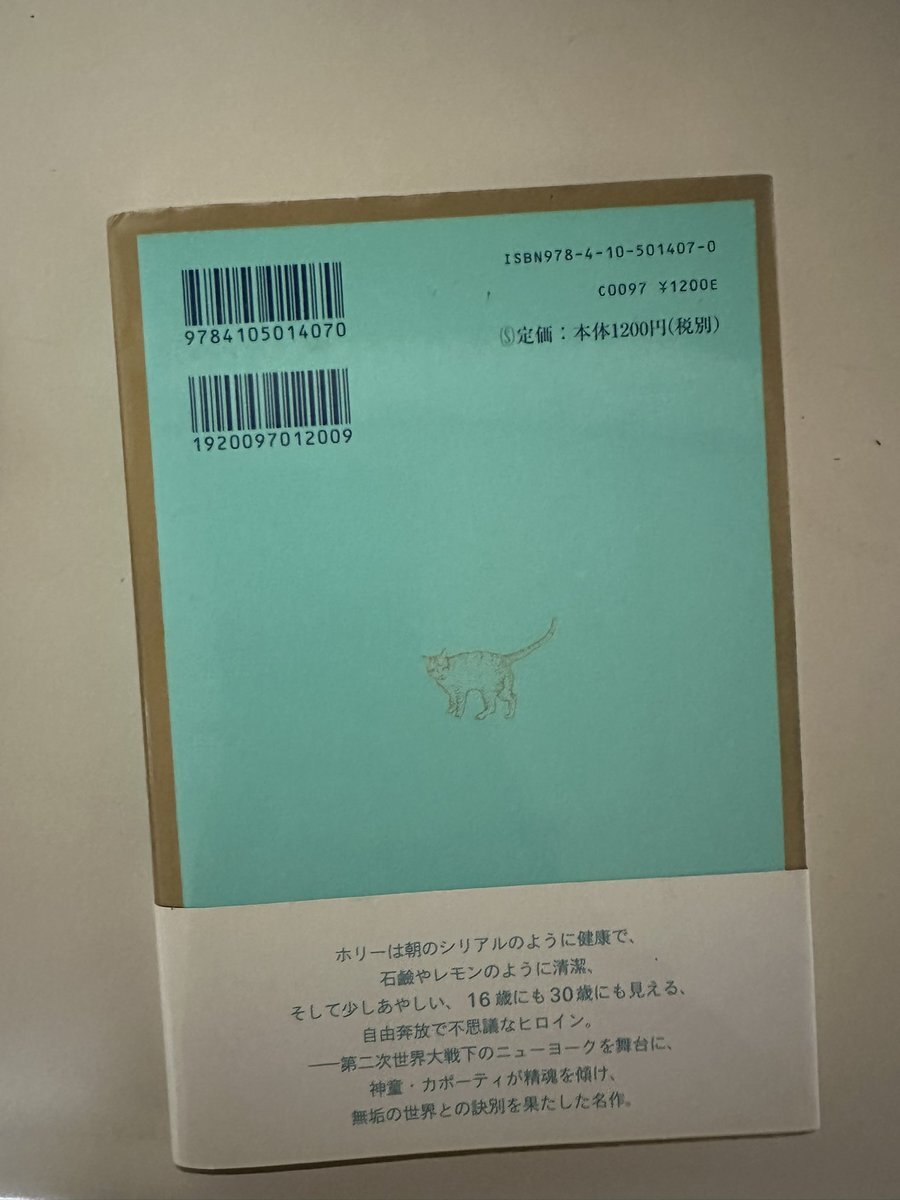 ISBN978-4-10-501407-0
C0097 ¥1200E
Ⓢ定価：本体1200円(税別)
9784105014070
1920097012009
ホリーは朝のシリアルのように健康で、
石鹼やレモンのように清潔、
そして少しあやしい、16歳にも30歳にも見える、
自由奔放で不思議なヒロイン。
──第二次世界大戦下のニューヨークを舞台に、
神童・カポーティが精魂を傾け、
無垢の世界との訣別を果たした名作。